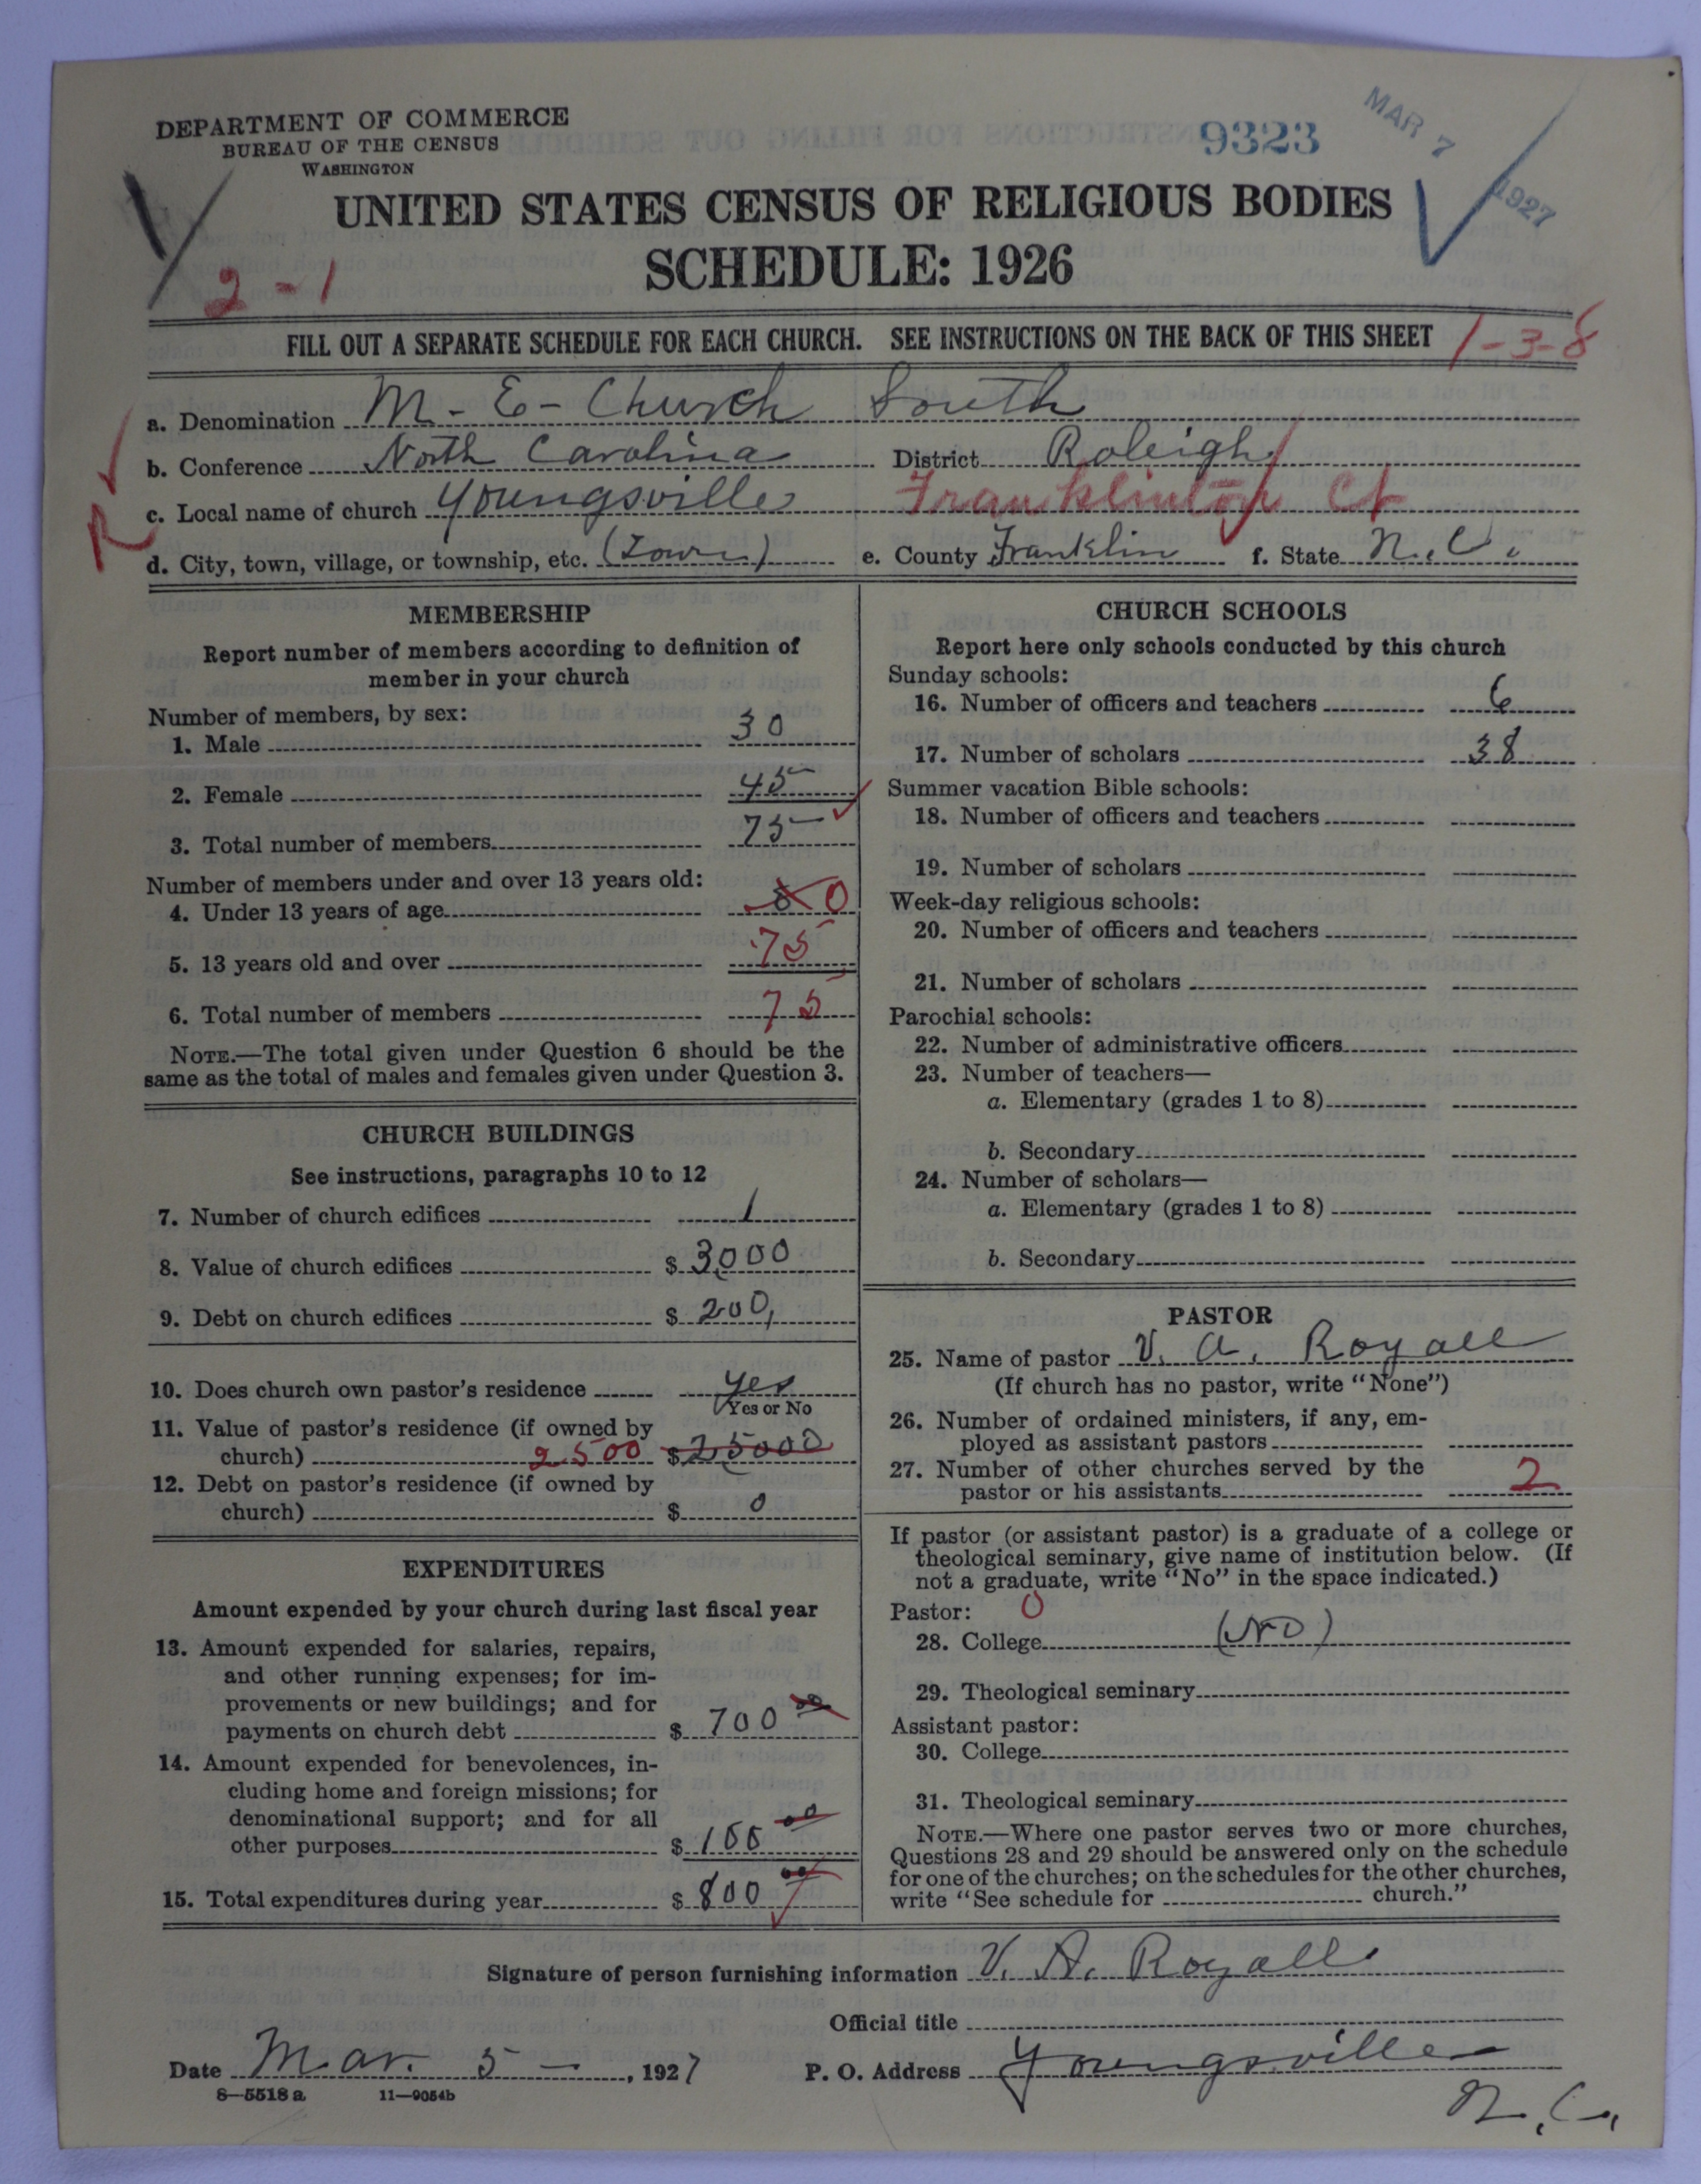 DEPARTMENT OF COMMERCE
BUREAU OF THE CENSUS
WASHINGTON
9323
MAR 7 1927
UNITED STATES CENSUS OF RELIGIOUS BODIES
SCHEDULE: 1926
2-1
FILL OUT A SEPARATE SCHEDULE FOR EACH CHURCH. SEE INSTRUCTIONS ON THE BACK OF THIS SHEET 1-3-8
a. Denomination M-E-Church South
b. Conference North Carolina District Raleigh
R c. Local name of church Youngsville Franklinton Ct
d. City, town, village, or township, etc. (Town) e. County Franklin f. State N.C.
MEMBERSHIP
Report number of members according to definition of
member in your church
Number of members, by sex:
1. Male 30
2. Female 45
3. Total number of members 75
Number of members under and over 13 years old:
4. Under 13 years of age 0
5. 13 years old and over 75
6. Total number of members 75
NOTE.—The total given under Question 6 should be the
same as the total of males and females given under Question 3.
CHURCH BUILDINGS
See instructions, paragraphs 10 to 12
7. Number of church edifices 1
8. Value of church edifices $ 3000
9. Debt on church edifices $ 200,
10. Does church own pastor's residence Yes
Yes or No
11. Value of pastor's residence (if owned by
church) 2500 $ 25000
12. Debt on pastor's residence (if owned by
church) $ 0
EXPENDITURES
Amount expended by your church during last fiscal year
13. Amount expended for salaries, repairs,
and other running expenses; for im-
provements or new buildings; and for
payments on church debt $ 700 00
14. Amount expended for benevolences, in-
cluding home and foreign missions; for
denominational support; and for all
other purposes $ 100 00
15. Total expenditures during year $ 800 00
CHURCH SCHOOLS
Report here only schools conducted by this church
Sunday schools:
16. Number of officers and teachers 6
17. Number of scholars 38
Summer vacation Bible schools:
18. Number of officers and teachers
19. Number of scholars
Week-day religious schools:
20. Number of officers and teachers
21. Number of scholars
Parochial schools:
22. Number of administrative officers
23. Number of teachers—
a. Elementary (grades 1 to 8)
b. Secondary
24. Number of scholars—
a. Elementary (grades 1 to 8)
b. Secondary
PASTOR
25. Name of pastor V. A. Royall
(If church has no pastor, write "None")
26. Number of ordained ministers, if any, em-
ployed as assistant pastors
27. Number of other churches served by the
pastor or his assistants 2
If pastor (or assistant pastor) is a graduate of a college or
theological seminary, give name of institution below. (If
not a graduate, write "No" in the space indicated.)
Pastor: 0
28. College (No)
29. Theological seminary
Assistant pastor:
30. College
31. Theological seminary
NOTE.—Where one pastor serves two or more churches,
Questions 28 and 29 should be answered only on the schedule
for one of the churches; on the schedules for the other churches,
write "See schedule for church."
Signature of person furnishing information V. A. Royall
Official title
Date Mar. 5 —, 1927 P. O. Address Youngsville
N. C.
8—5518 a 11—9054b